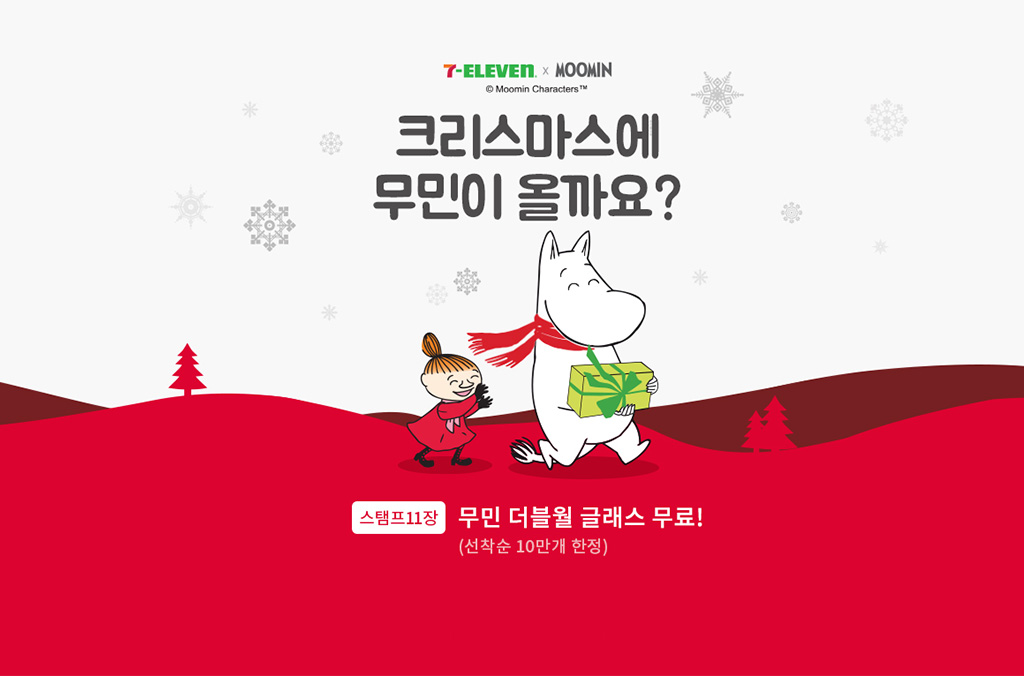 7-ELEVEN. x MOOMIN
© Moomin Characters™
크리스마스에
무민이 올까요?
스탬프11장 무민 더블월 글래스 무료!
(선착순 10만개 한정)